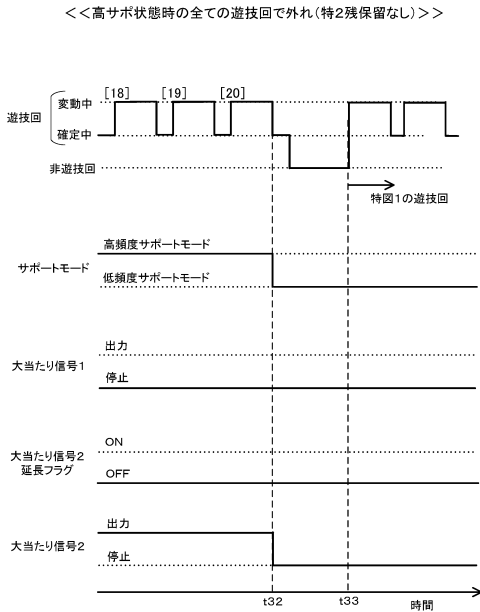 <<高サポ状態時の全ての遊技回で外れ(特2残保留なし)>>
[18] [19] [20]
遊技回
変動中
確定中
非遊技回
特図1の遊技回
サポートモード
高頻度サポートモード
低頻度サポートモード
大当たり信号1
出力
停止
大当たり信号2
延長フラグ
ON
OFF
大当たり信号2
出力
停止
t32 t33 時間